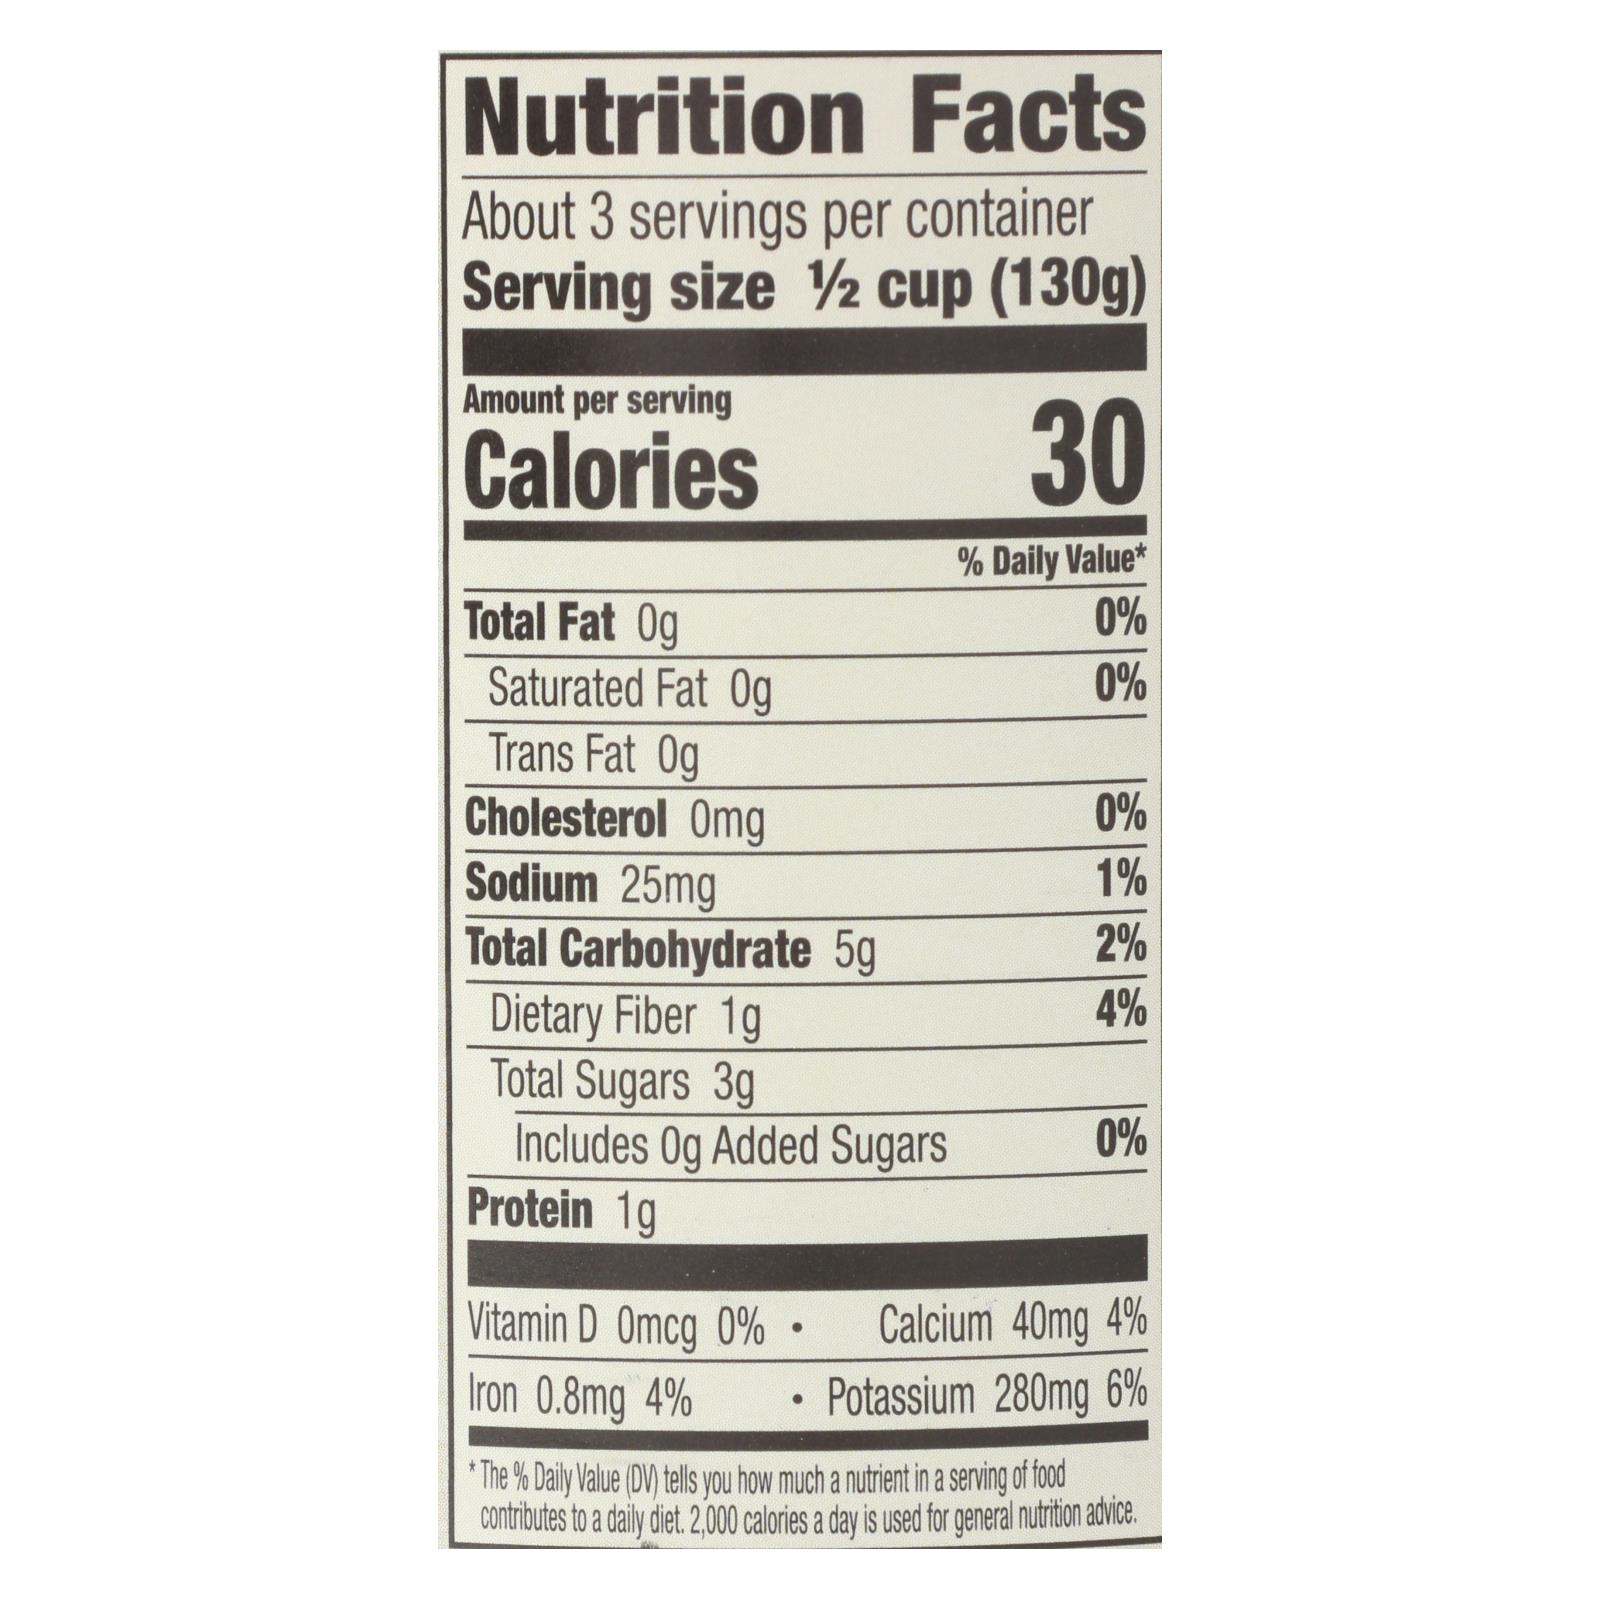 Nutrition Facts
About 3 servings per container
Serving size ½ cup (130g)
Amount per serving
Calories 30
% Daily Value*
Total Fat 0g 0%
Saturated Fat 0g 0%
Trans Fat 0g
Cholesterol 0mg 0%
Sodium 25mg 1%
Total Carbohydrate 5g 2%
Dietary Fiber 1g 4%
Total Sugars 3g
Includes 0g Added Sugars 0%
Protein 1g
Vitamin D 0mcg 0% • Calcium 40mg 4%
Iron 0.8mg 4% • Potassium 280mg 6%
* The % Daily Value (DV) tells you how much a nutrient in a serving of food
contributes to a daily diet. 2,000 calories a day is used for general nutrition advice.